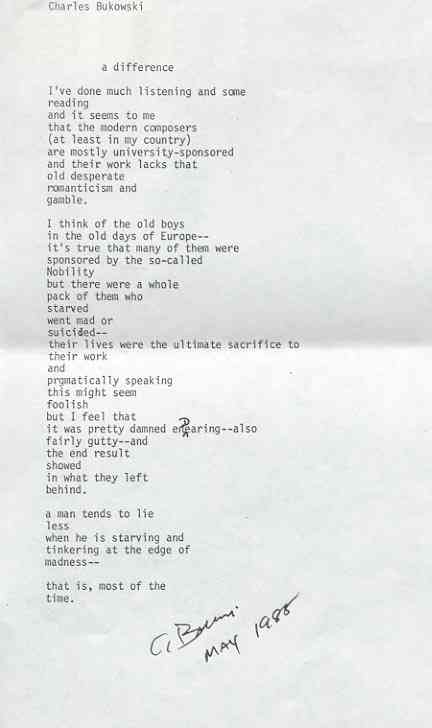 Charles Bukowski
a difference
I've done much listening and some
reading
and it seems to me
that the modern composers
(at least in my country)
are mostly university-sponsored
and their work lacks that
old desperate
romanticism and
gamble.
I think of the old boys
in the old days of Europe--
it's true that many of them were
sponsored by the so-called
Nobility
but there were a whole
pack of them who
starved
went mad or
suicided--
their lives were the ultimate sacrifice to
their work
and
prgmatically speaking
this might seem
foolish
but I feel that
it was pretty damned enDearing--also
fairly gutty--and
the end result
showed
in what they left
behind.
a man tends to lie
less
when he is starving and
tinkering at the edge of
madness--
that is, most of the
time.
C.
MAY 1985